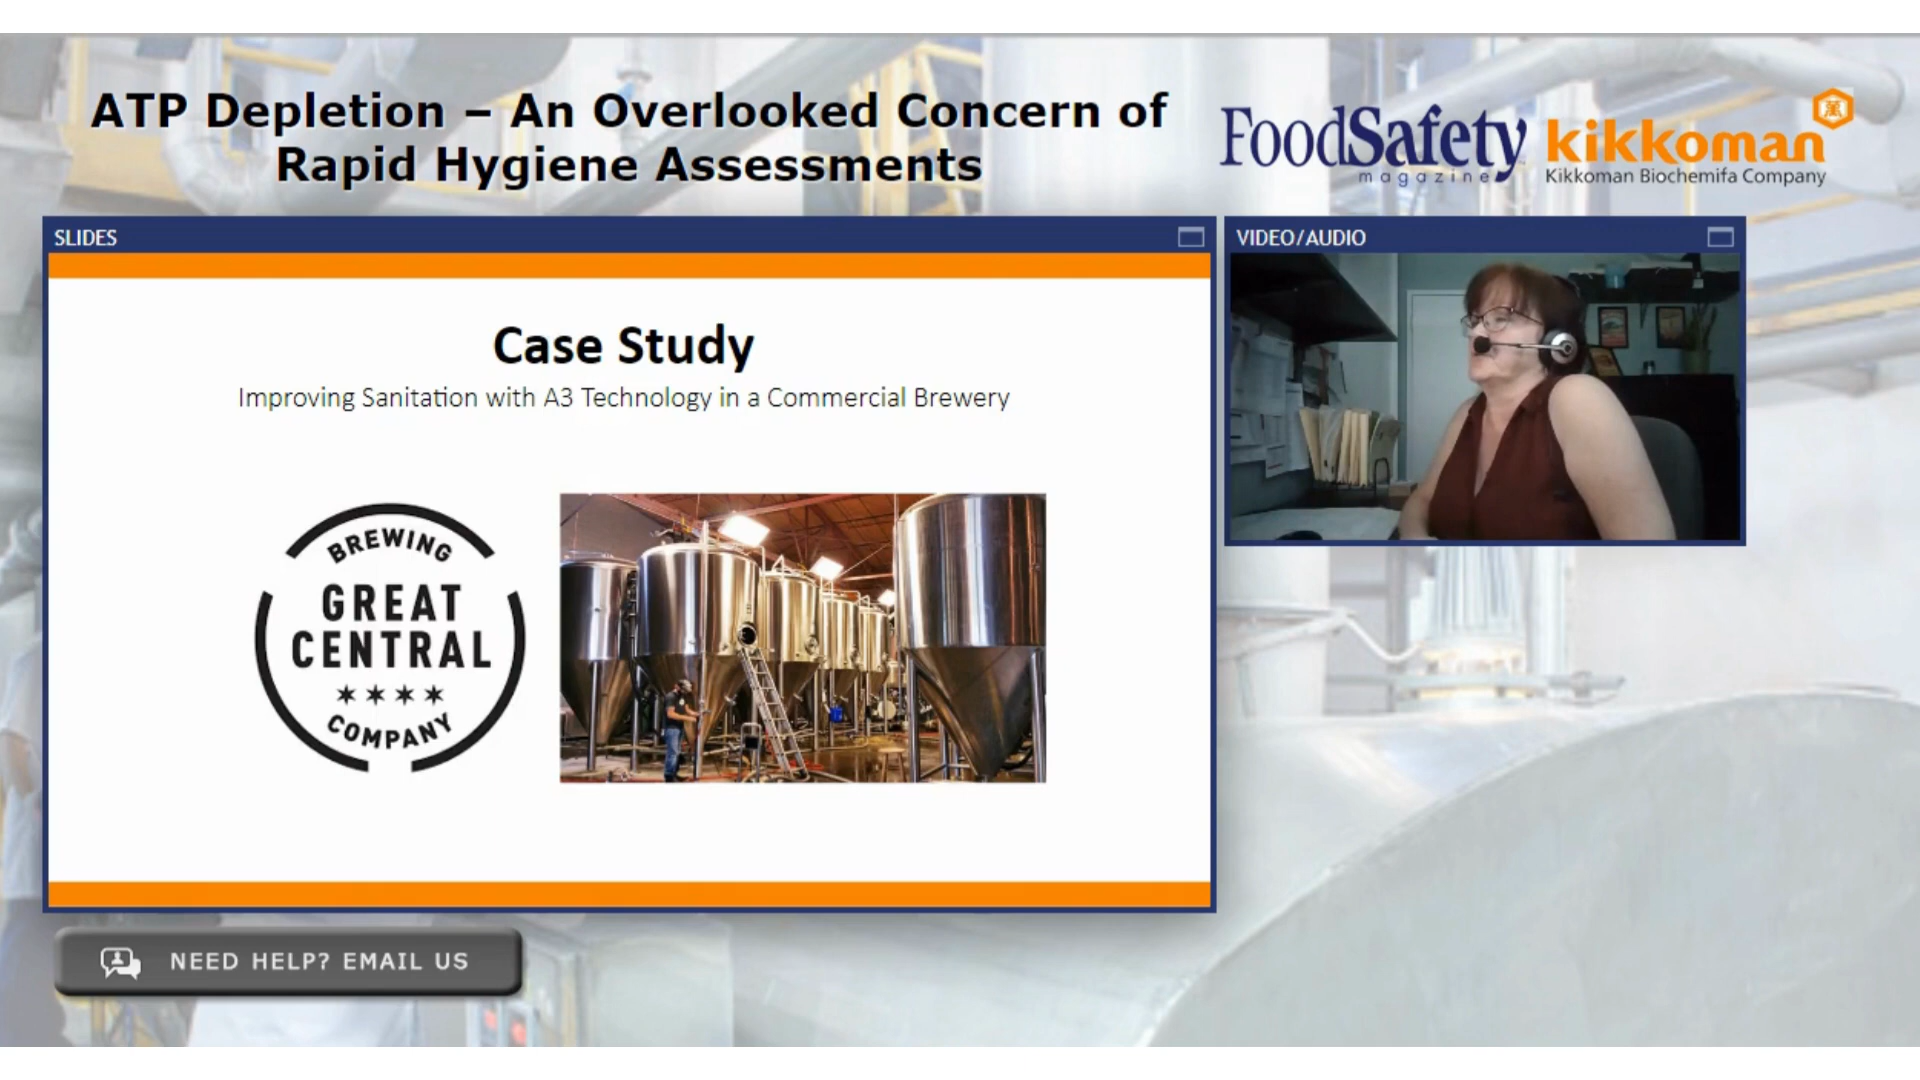 ATP Depletion – An Overlooked Concern of
Rapid Hygiene Assessments
FoodSafety
magazine
kikkoman
Kikkoman Biochemifa Company
SLIDES
VIDEO/AUDIO
Case Study
Improving Sanitation with A3 Technology in a Commercial Brewery
BREWING
GREAT
CENTRAL
COMPANY
NEED HELP? EMAIL US